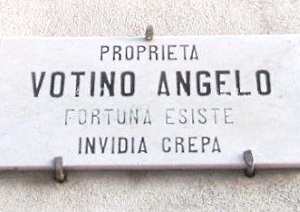 PROPRIETA
VOTINO ANGELO
FORTUNA ESISTE
INVIDIA CREPA